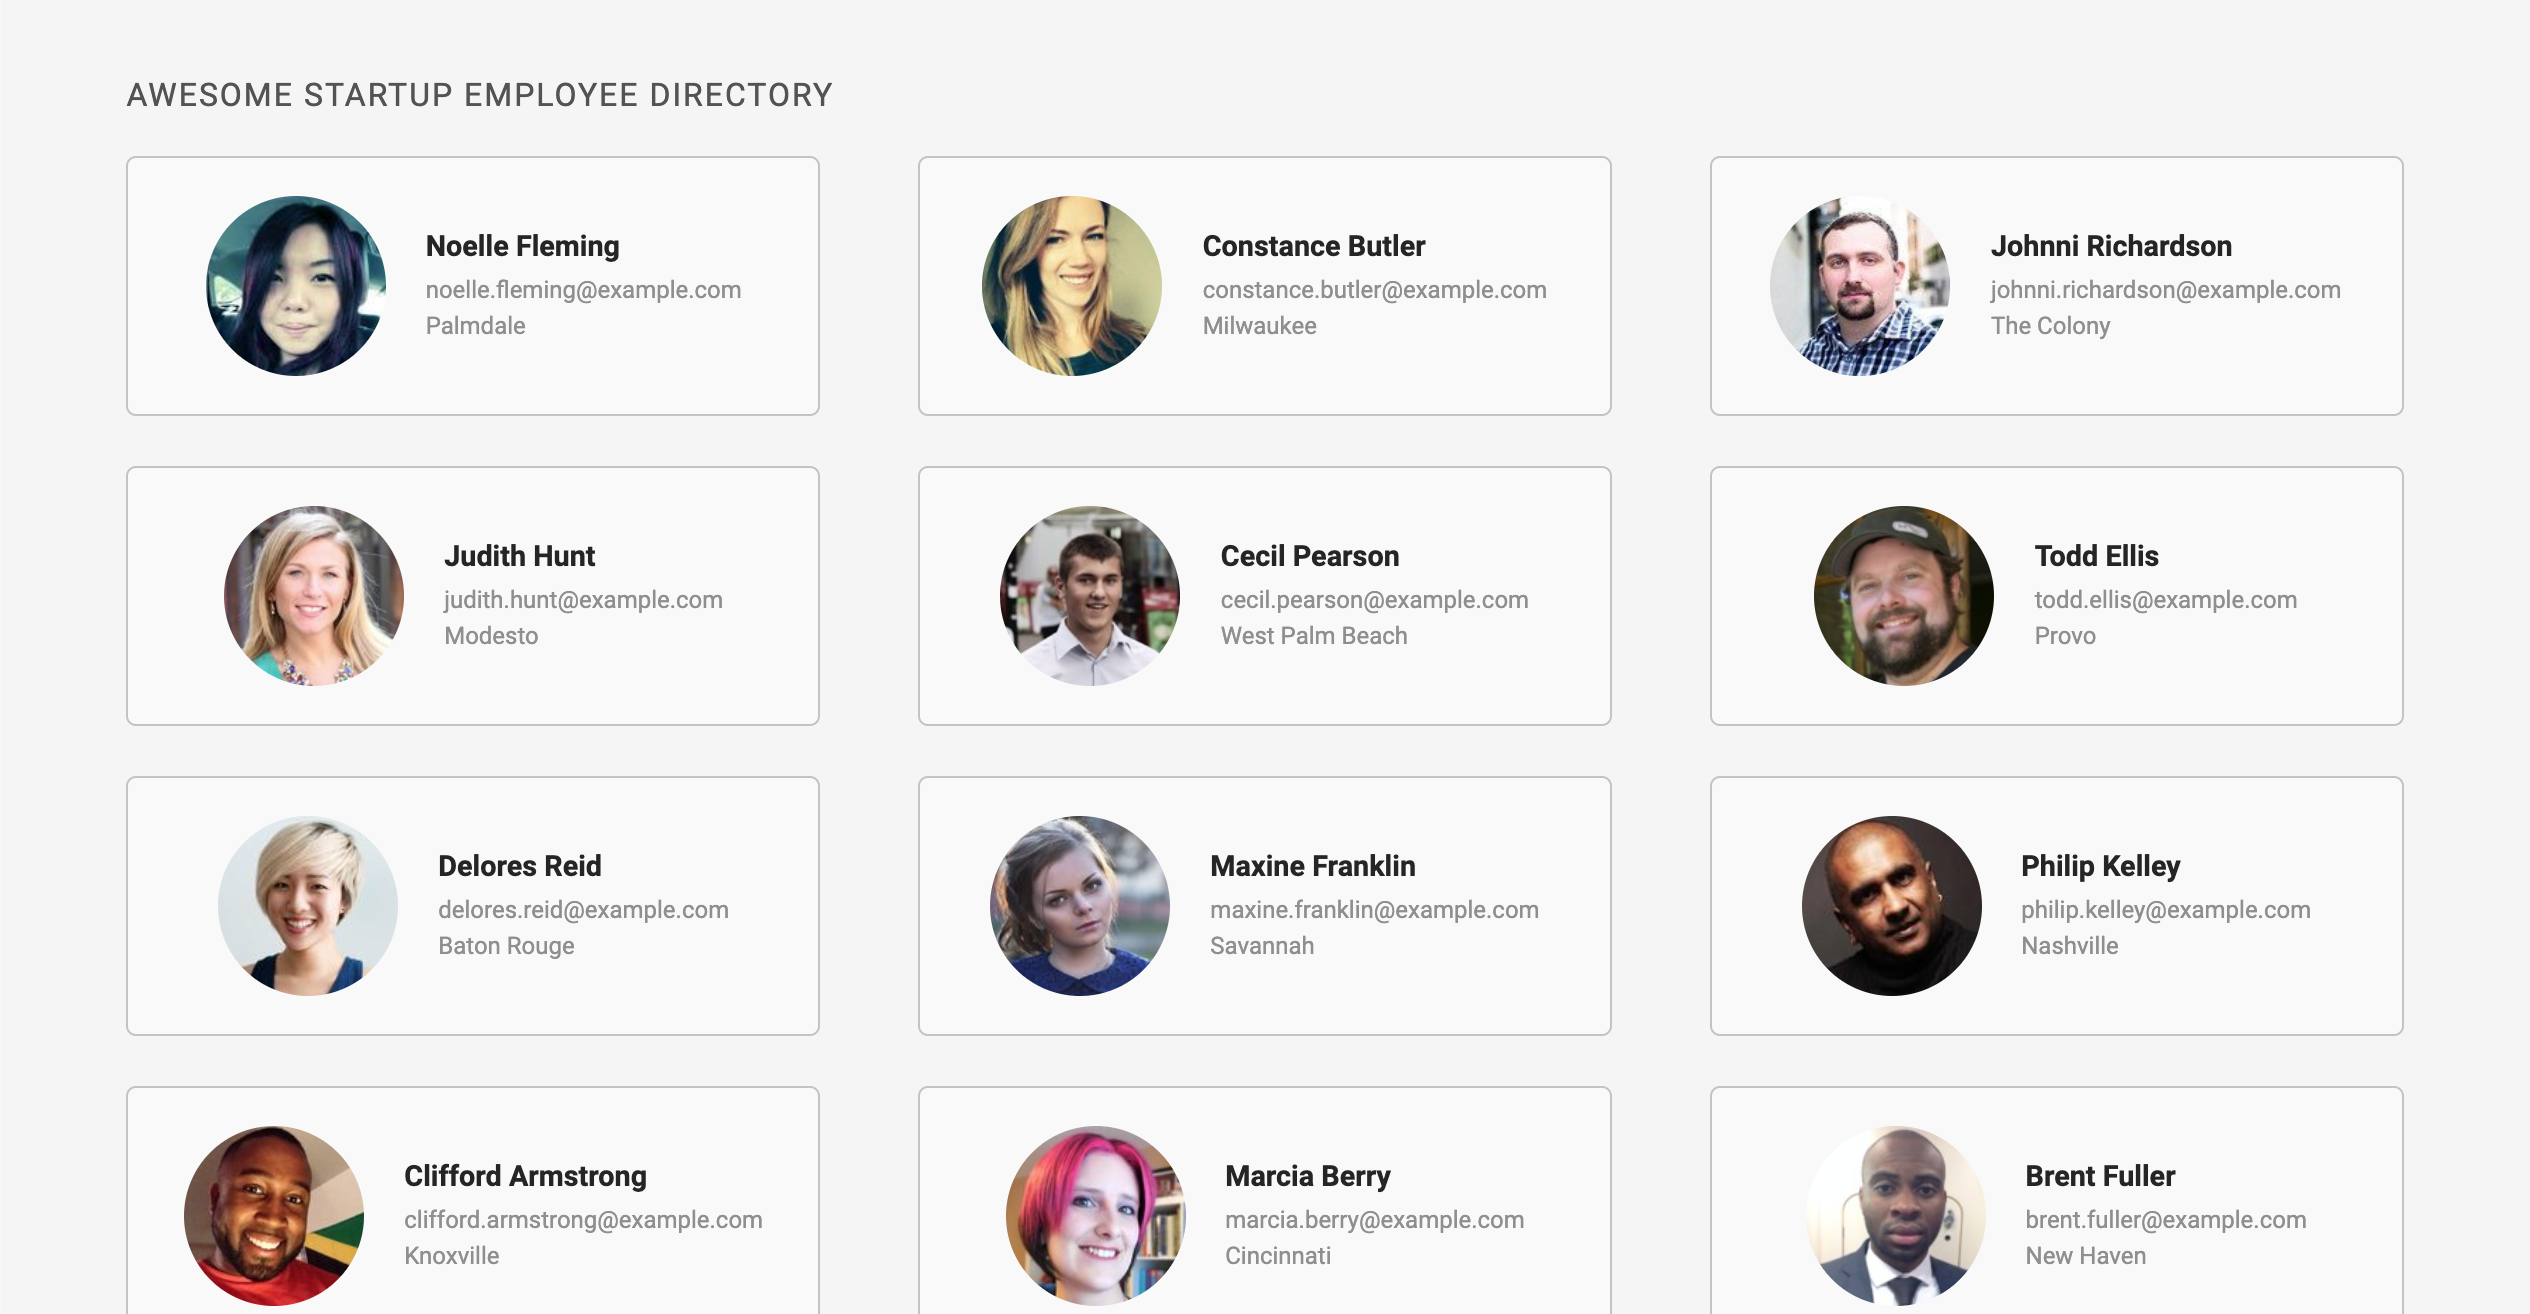 AWESOME STARTUP EMPLOYEE DIRECTORY
Noelle Fleming
noelle.fleming@example.com
Palmdale
Constance Butler
constance.butler@example.com
Milwaukee
Johnni Richardson
johnni.richardson@example.com
The Colony
Judith Hunt
judith.hunt@example.com
Modesto
Cecil Pearson
cecil.pearson@example.com
West Palm Beach
Todd Ellis
todd.ellis@example.com
Provo
Delores Reid
delores.reid@example.com
Baton Rouge
Maxine Franklin
maxine.franklin@example.com
Savannah
Philip Kelley
philip.kelley@example.com
Nashville
Clifford Armstrong
clifford.armstrong@example.com
Knoxville
Marcia Berry
marcia.berry@example.com
Cincinnati
Brent Fuller
brent.fuller@example.com
New Haven